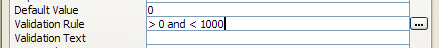 Default Value 0
Validation Rule > 0 and < 1000 ...
Validation Text